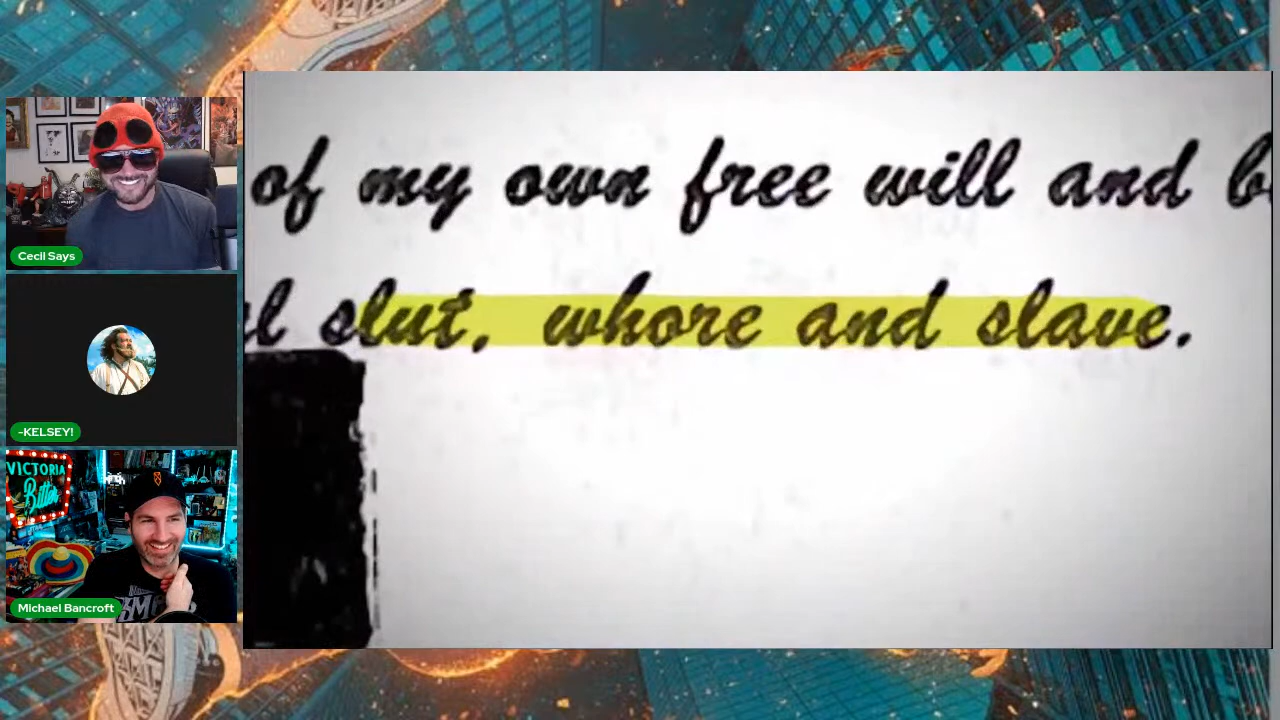 of my own free will and b
l slut, whore and slave.
Cecil Says
-KELSEY!
VICTORIA
Bitter
Michael Bancroft